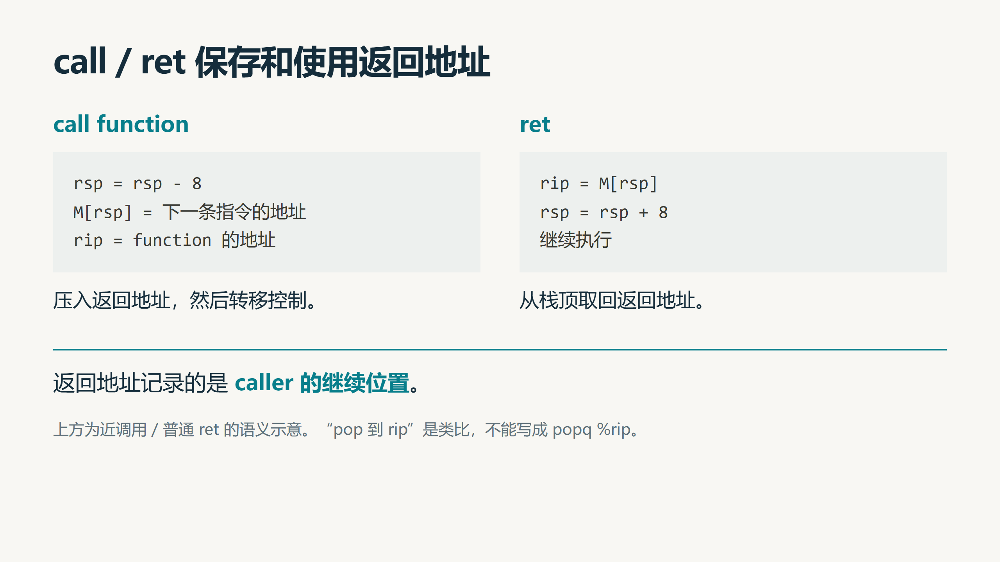 call / ret 保存和使用返回地址
call function
rsp = rsp - 8
M[rsp] = 下一条指令的地址
rip = function 的地址
压入返回地址，然后转移控制。
ret
rip = M[rsp]
rsp = rsp + 8
继续执行
从栈顶取回返回地址。
返回地址记录的是 caller 的继续位置。
上方为近调用 / 普通 ret 的语义示意。“pop 到 rip”是类比，不能写成 popq %rip。